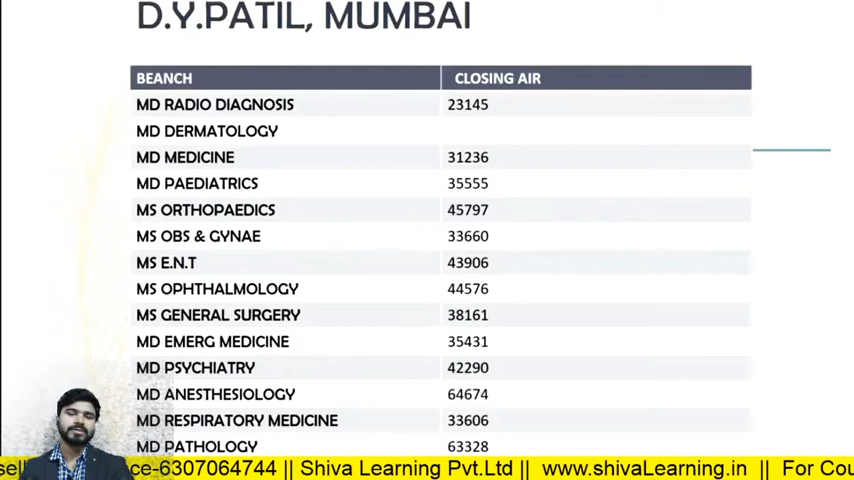 D.Y.PATIL, MUMBAI
BEANCH CLOSING AIR
MD RADIO DIAGNOSIS 23145
MD DERMATOLOGY
MD MEDICINE 31236
MD PAEDIATRICS 35555
MS ORTHOPAEDICS 45797
MS OBS & GYNAE 33660
MS E.N.T 43906
MS OPHTHALMOLOGY 44576
MS GENERAL SURGERY 38161
MD EMERG MEDICINE 35431
MD PSYCHIATRY 42290
MD ANESTHESIOLOGY 64674
MD RESPIRATORY MEDICINE 33606
MD PATHOLOGY 63328
ce-6307064744 || Shiva Learning Pvt.Ltd || www.shivaLearning.in || For Cou